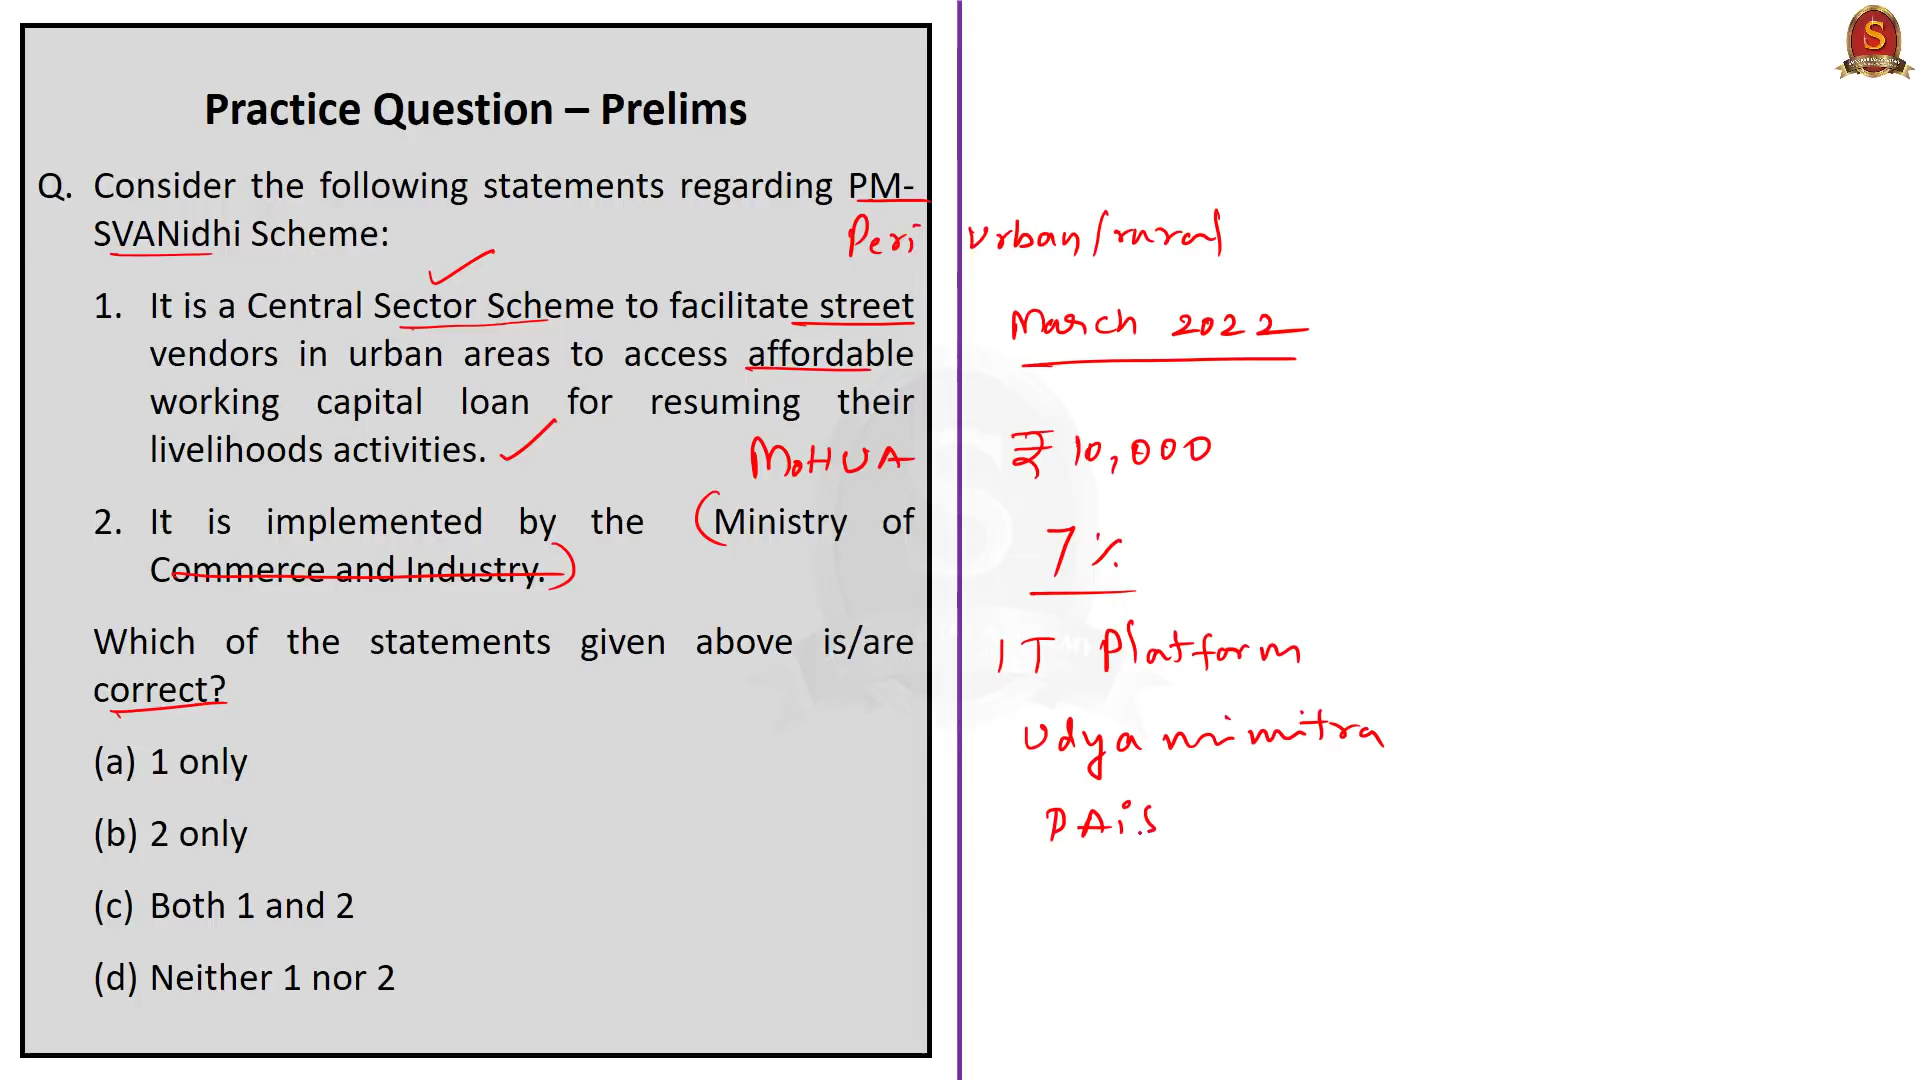 Practice Question – Prelims
Q. Consider the following statements regarding PM-
SVANidhi Scheme:
Peri urban/rural
1. It is a Central Sector Scheme to facilitate street
vendors in urban areas to access affordable
working capital loan for resuming their
livelihoods activities.
MoHUA
2. It is implemented by the (Ministry of
Commerce and Industry.)
Which of the statements given above is/are
correct?
(a) 1 only
(b) 2 only
(c) Both 1 and 2
(d) Neither 1 nor 2
March 2022
₹ 10,000
7%
IT Platform
Udyamimitra
PAiS
S